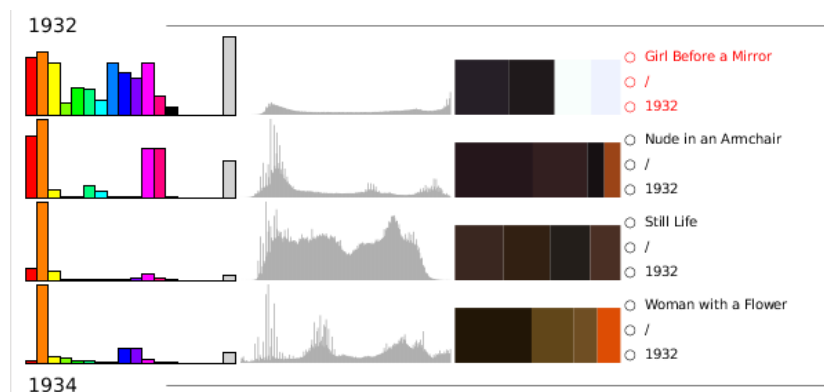 1932
Girl Before a Mirror
/
1932
Nude in an Armchair
/
1932
Still Life
/
1932
Woman with a Flower
/
1932
1934